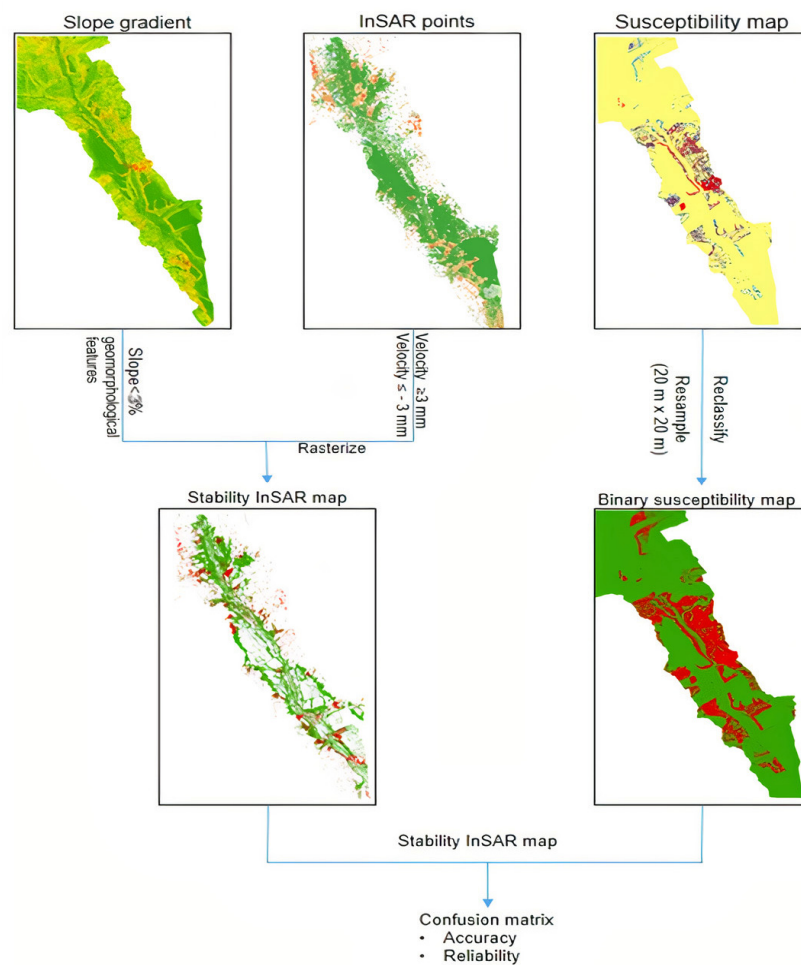 Slope gradient
InSAR points
Susceptibility map
Slope<3%
geomorphological
features
Velocity ≥3 mm
Velocity ≤ - 3 mm
Rasterize
Reclassify
Resample
(20 m x 20 m)
Stability InSAR map
Binary susceptibility map
Stability InSAR map
Confusion matrix
• Accuracy
• Reliability